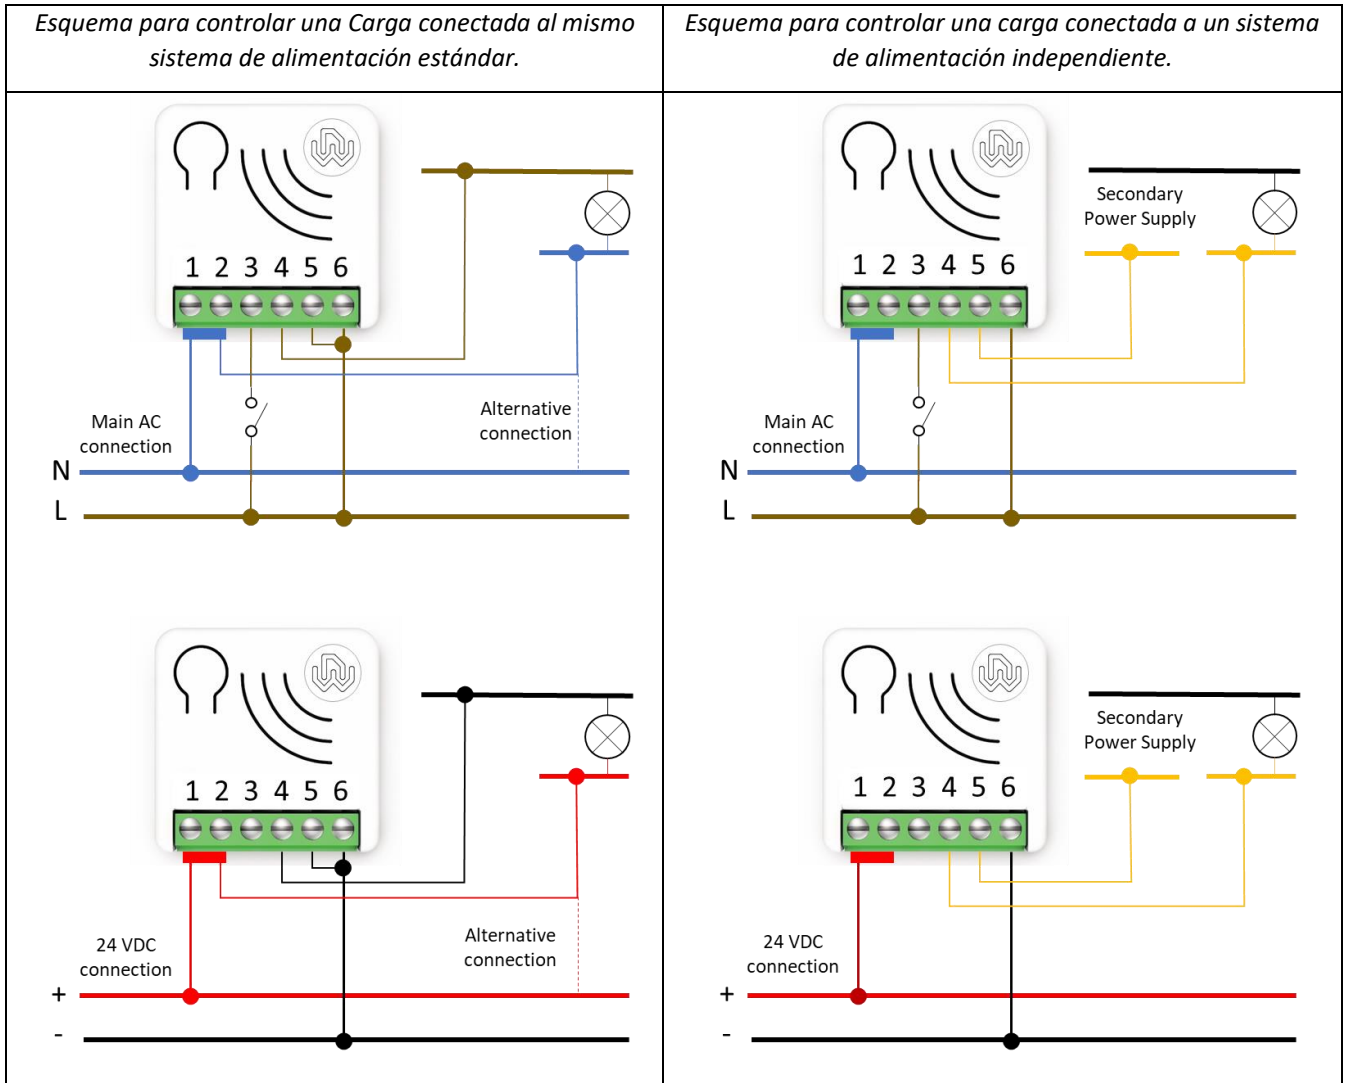 Esquema para controlar una Carga conectada al mismo
sistema de alimentación estándar.
Esquema para controlar una carga conectada a un sistema
de alimentación independiente.
1 2 3 4 5 6
Main AC
connection
Alternative
connection
N
L
Secondary
Power Supply
1 2 3 4 5 6
Main AC
connection
N
L
1 2 3 4 5 6
24 VDC
connection
Alternative
connection
+
-
Secondary
Power Supply
1 2 3 4 5 6
24 VDC
connection
+
-